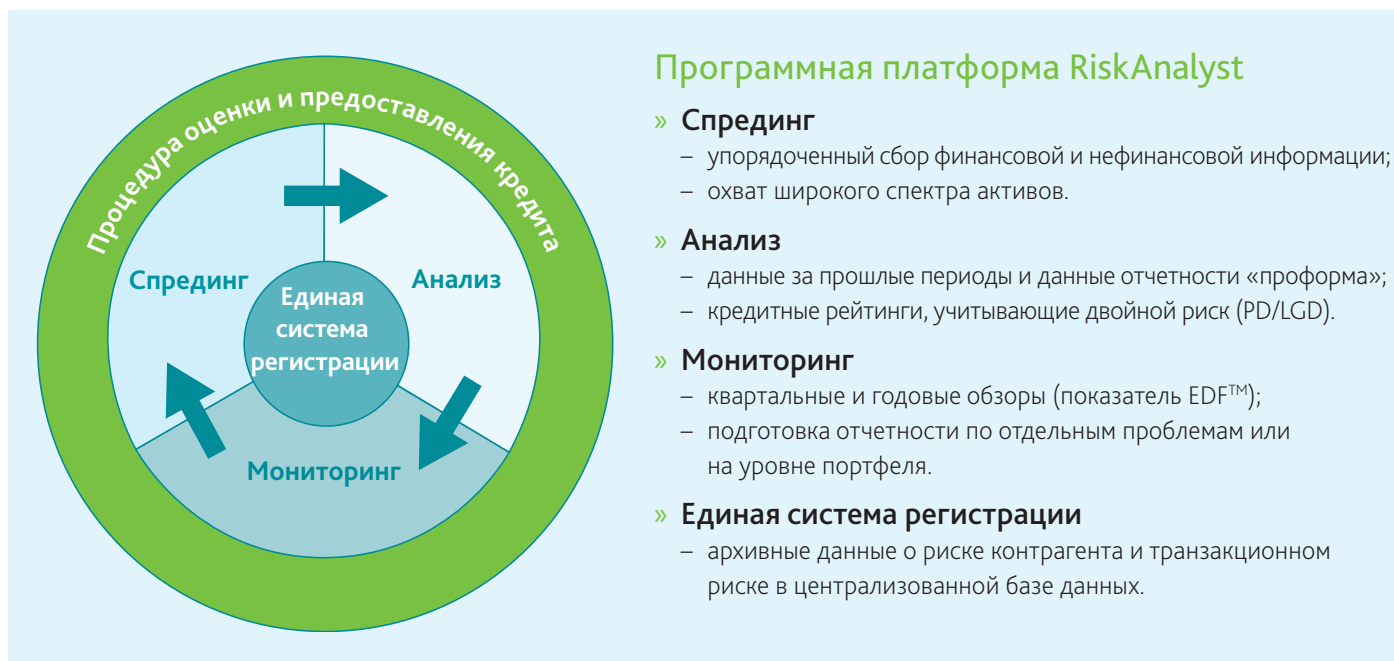 Процедура оценки и предоставления кредита
Спрединг
Анализ
Единая
система
регистрации
Мониторинг
Программная платформа RiskAnalyst
» Спрединг
– упорядоченный сбор финансовой и нефинансовой информации;
– охват широкого спектра активов.
» Анализ
– данные за прошлые периоды и данные отчетности «проформа»;
– кредитные рейтинги, учитывающие двойной риск (PD/LGD).
» Мониторинг
– квартальные и годовые обзоры (показатель EDF™);
– подготовка отчетности по отдельным проблемам или
на уровне портфеля.
» Единая система регистрации
– архивные данные о риске контрагента и транзакционном
риске в централизованной базе данных.